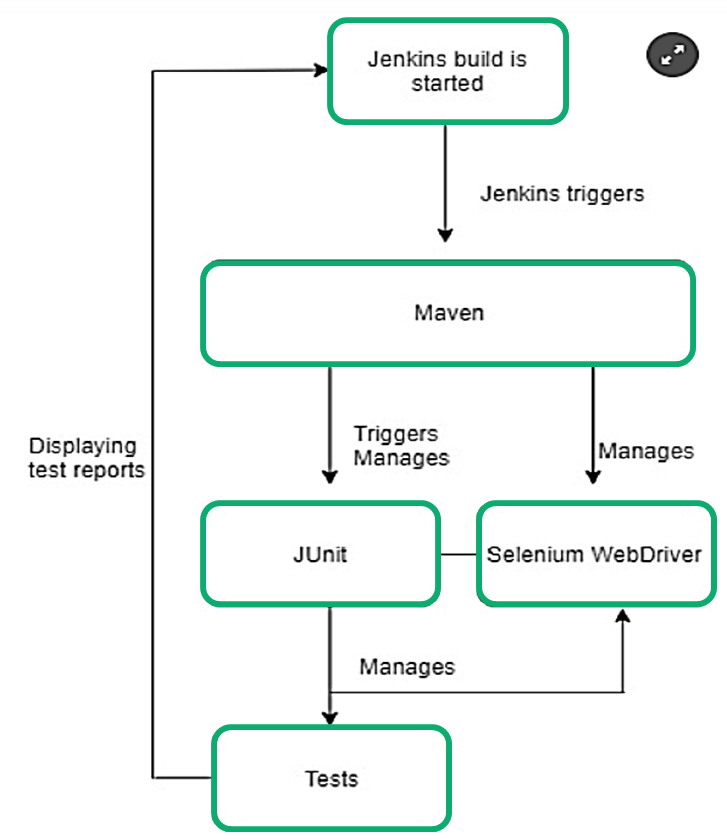 Jenkins build is
started
Jenkins triggers
Maven
Triggers
Manages
Manages
Displaying
test reports
JUnit
Selenium WebDriver
Manages
Tests